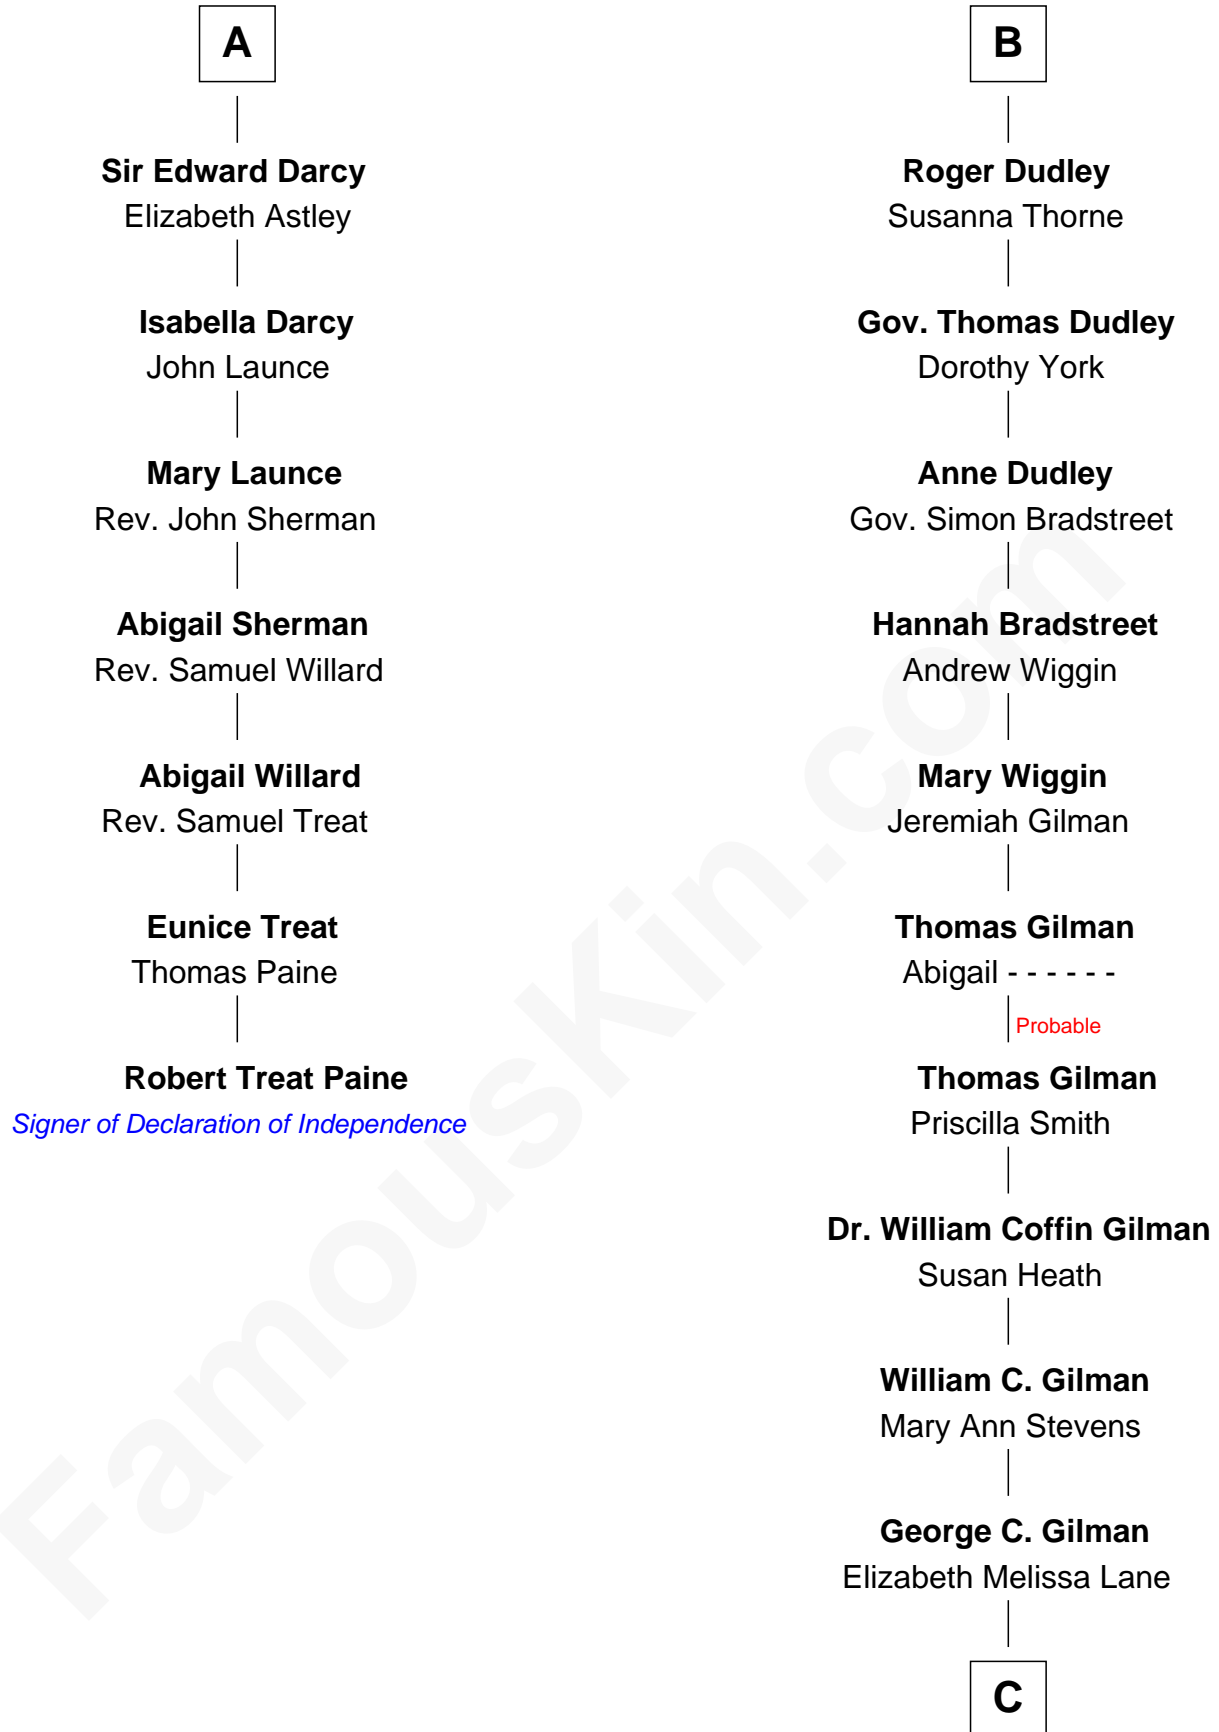 A
Sir Edward Darcy
Elizabeth Astley
Isabella Darcy
John Launce
Mary Launce
Rev. John Sherman
Abigail Sherman
Rev. Samuel Willard
Abigail Willard
Rev. Samuel Treat
Eunice Treat
Thomas Paine
Robert Treat Paine
Signer of Declaration of Independence
B
Roger Dudley
Susanna Thorne
Gov. Thomas Dudley
Dorothy York
Anne Dudley
Gov. Simon Bradstreet
Hannah Bradstreet
Andrew Wiggin
Mary Wiggin
Jeremiah Gilman
Thomas Gilman
Abigail - - - - - -
Probable
Thomas Gilman
Priscilla Smith
Dr. William Coffin Gilman
Susan Heath
William C. Gilman
Mary Ann Stevens
George C. Gilman
Elizabeth Melissa Lane
C
FamousKin.com